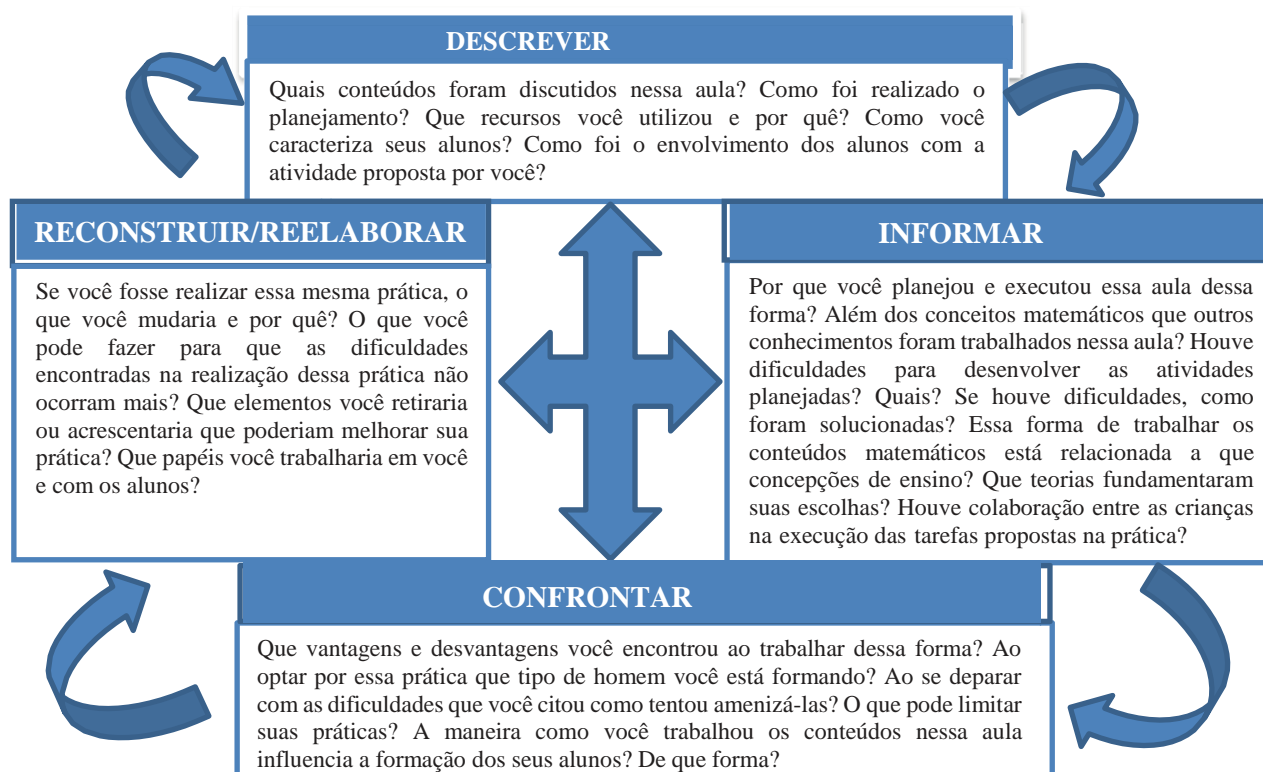 DESCREVER
Quais conteúdos foram discutidos nessa aula? Como foi realizado o
planejamento? Que recursos você utilizou e por quê? Como você
caracteriza seus alunos? Como foi o envolvimento dos alunos com a
atividade proposta por você?
RECONSTRUIR/REELABORAR
Se você fosse realizar essa mesma prática, o
que você mudaria e por quê? O que você
pode fazer para que as dificuldades
encontradas na realização dessa prática não
ocorram mais? Que elementos você retiraria
ou acrescentaria que poderiam melhorar sua
prática? Que papéis você trabalharia em você
e com os alunos?
INFORMAR
Por que você planejou e executou essa aula dessa
forma? Além dos conceitos matemáticos que outros
conhecimentos foram trabalhados nessa aula? Houve
dificuldades para desenvolver as atividades
planejadas? Quais? Se houve dificuldades, como
foram solucionadas? Essa forma de trabalhar os
conteúdos matemáticos está relacionada a que
concepções de ensino? Que teorias fundamentaram
suas escolhas? Houve colaboração entre as crianças
na execução das tarefas propostas na prática?
CONFRONTAR
Que vantagens e desvantagens você encontrou ao trabalhar dessa forma? Ao
optar por essa prática que tipo de homem você está formando? Ao se deparar
com as dificuldades que você citou como tentou amenizá-las? O que pode limitar
suas práticas? A maneira como você trabalhou os conteúdos nessa aula
influencia a formação dos seus alunos? De que forma?